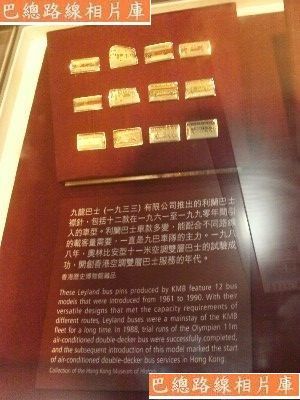 巴總路線相片庫
九龍巴士(一九三三)有限公司推出的利蘭巴士
襟針,包括十二款在一九六一至一九九零年間引
入的車型。利蘭巴士車款多變,能配合不同路線
的載客量需要,一直是九巴車隊的主力。一九八
八年,奧林比安型十一米空調雙層巴士的試驗成
功,開創香港空調雙層巴士服務的年代。
香港歷史博物館藏品
These Leyland bus pins produced by KMB feature 12 bus
models that were introduced from 1961 to 1990. With their
versatile designs that met the capacity requirements of
different routes, Leyland buses were a mainstay of the KMB
fleet for a long time. In 1988, trial runs of the Olympian 11m
air-conditioned double-decker buses were successfully completed,
and the subsequent introduction of this model marked the start
of air-conditioned double-decker bus services in Hong Kong.
Collection of the Hong Kong Museum of History
巴總路線相片庫